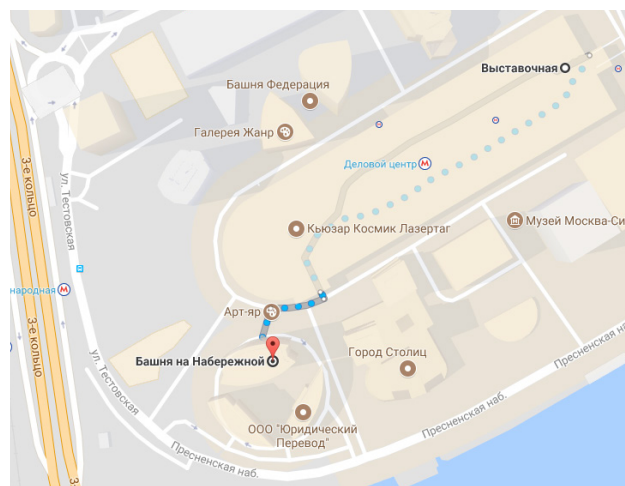 Выставочная
Башня Федерация
Галерея Жанр
Деловой центр
3-е кольцо
ул. Тестовская
Кьюзар Космик Лазертаг
Музей Москва-Си
народная
Арт-яр
3-е кольцо
Башня на Набережной
Город Столиц
Пресненская наб.
ул. Тестовская
ООО "Юридический
Перевод"
Пресненская наб.
Пресненская наб.
3-е